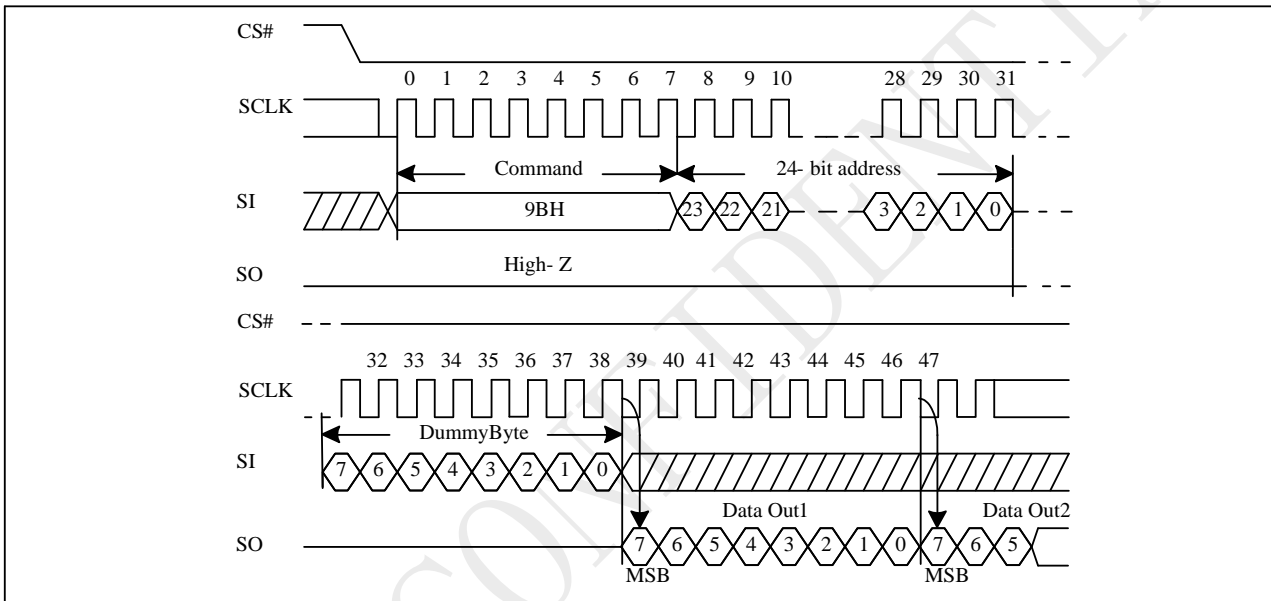 CS#
0 1 2 3 4 5 6 7 8 9 10 28 29 30 31
SCLK
Command 24- bit address
SI 9BH 23 22 21 3 2 1 0
High- Z
SO
CS#
32 33 34 35 36 37 38 39 40 41 42 43 44 45 46 47
SCLK
DummyByte
SI
7 6 5 4 3 2 1 0
Data Out1 Data Out2
SO 7 6 5 4 3 2 1 0 7 6 5
MSB MSB
CONFIDENTI